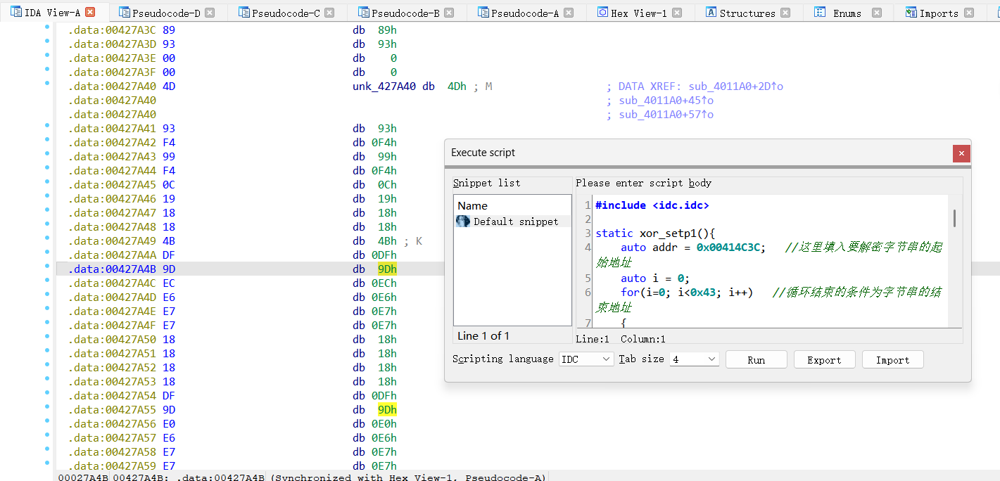 IDA View-A Pseudocode-D Pseudocode-C Pseudocode-B Pseudocode-A Hex View-1 Structures Enums Imports
.data:00427A3C 89 db 89h
.data:00427A3D 93 db 93h
.data:00427A3E 00 db 0
.data:00427A3F 00 db 0
.data:00427A40 4D unk_427A40 db 4Dh ; M ; DATA XREF: sub_4011A0+2D↑o
.data:00427A40 ; sub_4011A0+45↑o
.data:00427A40 ; sub_4011A0+57↑o
.data:00427A41 93 db 93h
.data:00427A42 F4 db 0F4h
.data:00427A43 99 db 99h
.data:00427A44 F4 db 0F4h
.data:00427A45 0C db 0Ch
.data:00427A46 19 db 19h
.data:00427A47 18 db 18h
.data:00427A48 18 db 18h
.data:00427A49 4B db 4Bh ; K
.data:00427A4A DF db 0DFh
.data:00427A4B 9D db 9Dh
.data:00427A4C EC db 0ECh
.data:00427A4D E6 db 0E6h
.data:00427A4E E7 db 0E7h
.data:00427A4F E7 db 0E7h
.data:00427A50 18 db 18h
.data:00427A51 18 db 18h
.data:00427A52 18 db 18h
.data:00427A53 18 db 18h
.data:00427A54 DF db 0DFh
.data:00427A55 9D db 9Dh
.data:00427A56 E0 db 0E0h
.data:00427A57 E6 db 0E6h
.data:00427A58 E7 db 0E7h
.data:00427A59 E7 db 0E7h
00027A4B 00427A4B: .data:00427A4B (Synchronized with Hex View-1, Pseudocode-A)
Execute script
Snippet list
Name
Default snippet
Line 1 of 1
Please enter script body
1 #include <idc.idc>
2
3 static xor_setp1(){
4 auto addr = 0x00414C3C; //这里填入要解密字节串的起
始地址
5 auto i = 0;
6 for(i=0; i<0x43; i++) //循环结束的条件为字节串的结
束地址
7 {
Line:1 Column:1
Scripting language IDC Tab size 4 Run Export Import